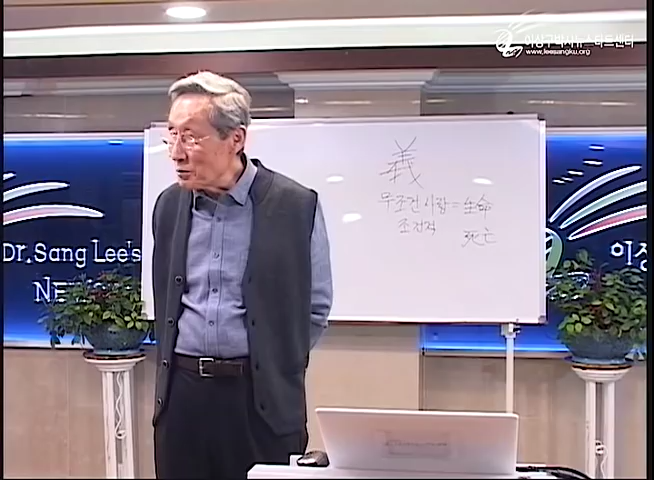 이상구박사뉴스타트센터
www.leesangku.org
義
무조건 사랑 = 生命
조건적 死亡
Dr.Sang Lee's
NE
이상